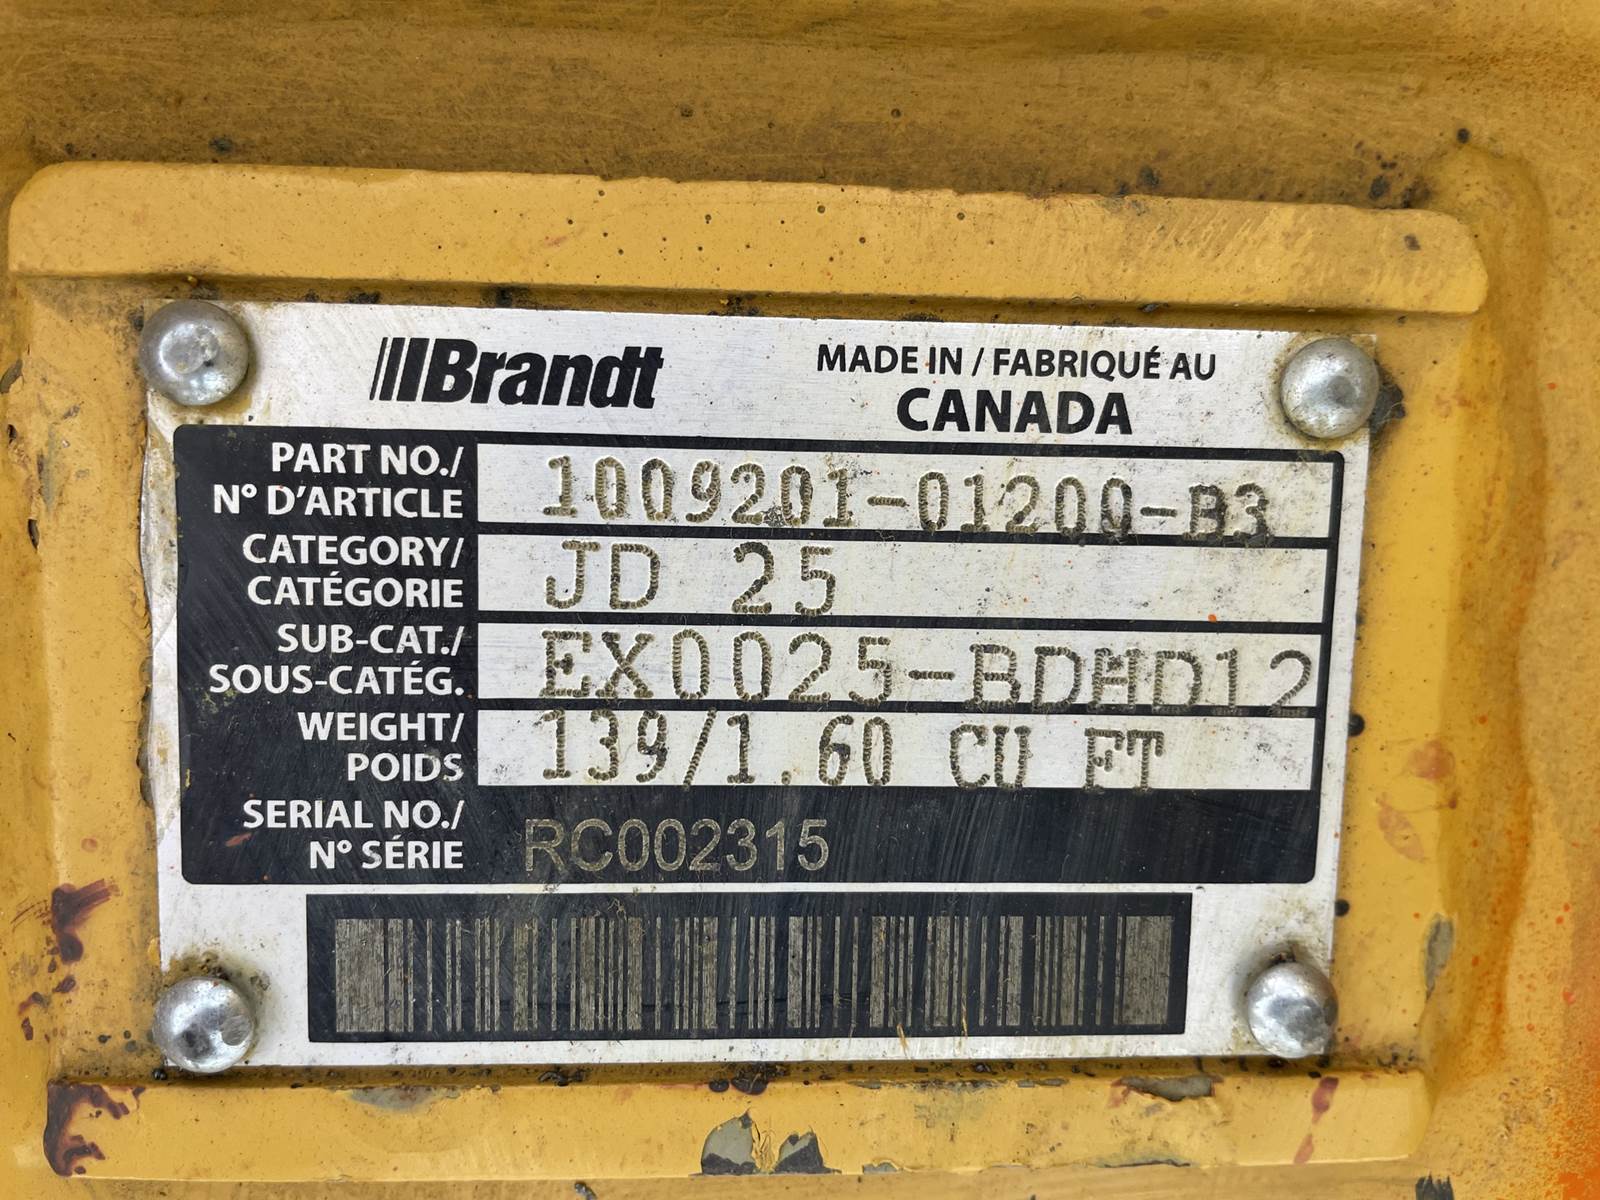 Brandt
MADE IN / FABRIQUÉ AU
CANADA
PART NO./
N° D'ARTICLE
1009201-01200-B3
CATEGORY/
CATÉGORIE
JD 25
SUB-CAT./
SOUS-CATÉG.
EX0025-BDHD12
WEIGHT/
POIDS
139/1.60 CU FT
SERIAL NO./
N° SÉRIE
RC002315